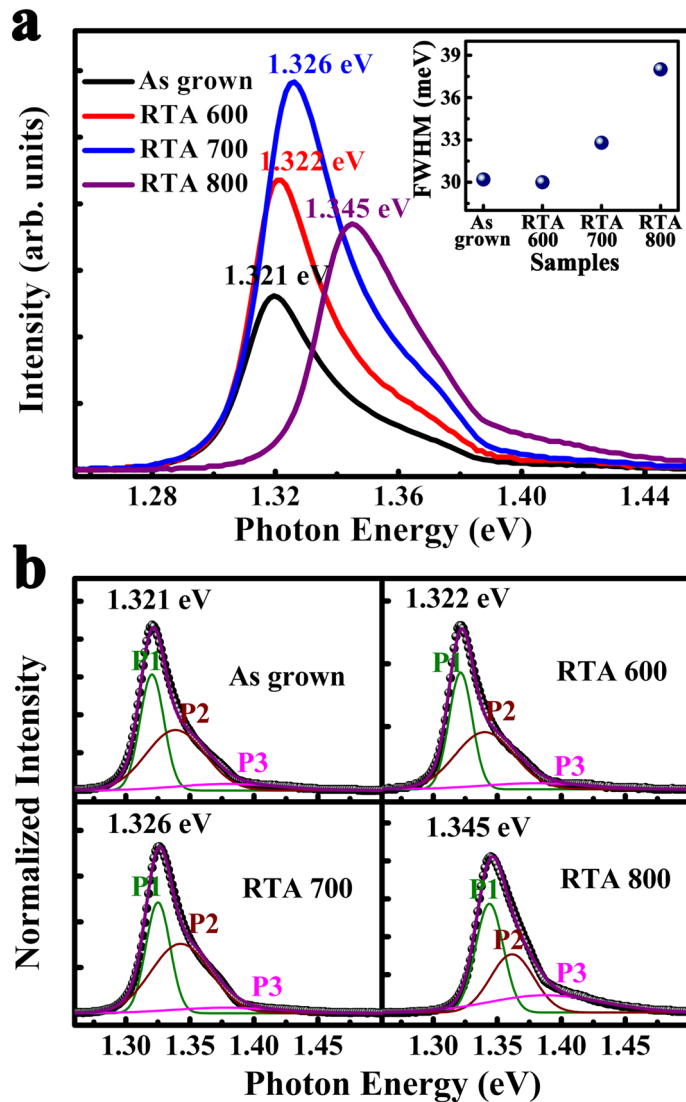 a
As grown
RTA 600
RTA 700
RTA 800
1.326 eV
1.322 eV
1.345 eV
1.321 eV
Intensity (arb. units)
1.28 1.32 1.36 1.40 1.44
Photon Energy (eV)
FWHM (meV)
39
36
33
30
As grown
RTA 600
RTA 700
RTA 800
Samples
b
Normalized Intensity
1.321 eV
P1
As grown
P2
P3
1.322 eV
P1
RTA 600
P2
P3
1.326 eV
P1
RTA 700
P2
P3
1.345 eV
P1
RTA 800
P2
P3
1.30 1.35 1.40 1.45 1.30 1.35 1.40 1.45
Photon Energy (eV)